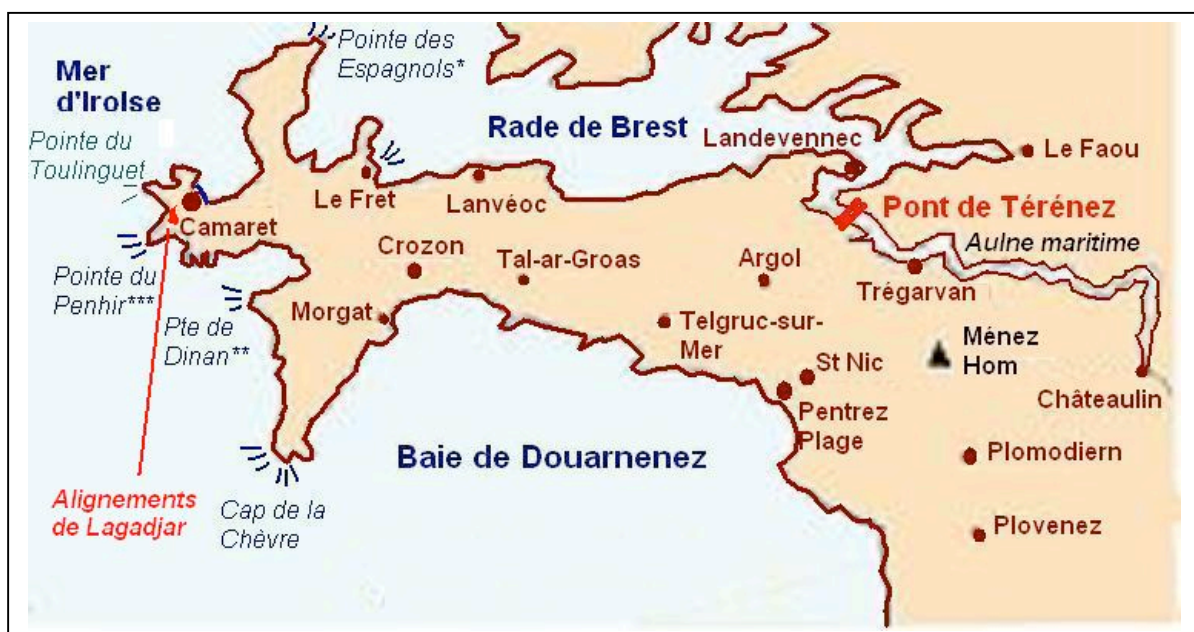 Pointe des
Espagnols*
Mer
d'Iroise
Rade de Brest
Pointe du
Toulinguet
Landevennec
Le Faou
Le Fret
Lanvéoc
Camaret
Pont de Térénez
Aulne maritime
Crozon
Tal-ar-Groas
Argol
Trégarvan
Pointe du
Penhir***
Morgat
Pte de
Dinan**
Telgruc-sur-
Mer
Ménez
Hom
St Nic
Châteaulin
Pentrez
Plage
Baie de Douarnenez
Plomodiern
Alignements
de Lagadjar
Cap de la
Chèvre
Plovenez